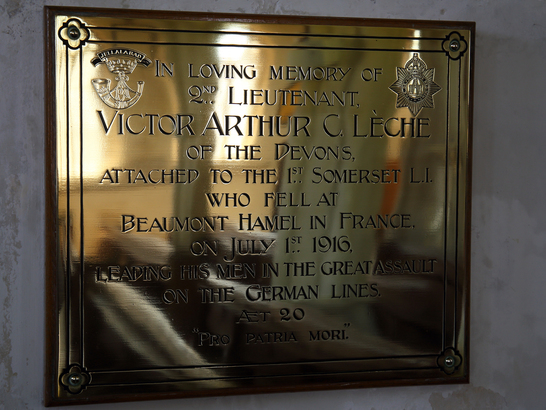 JELLALABAD
IN LOVING MEMORY OF
2ND LIEUTENANT,
VICTOR ARTHUR C. LÈCHE
OF THE DEVONS,
ATTACHED TO THE 1ST SOMERSET L.I.
WHO FELL AT
BEAUMONT HAMEL IN FRANCE,
ON JULY 1ST 1916,
LEADING HIS MEN IN THE GREAT ASSAULT
ON THE GERMAN LINES.
ÆT 20
"PRO PATRIA MORI."